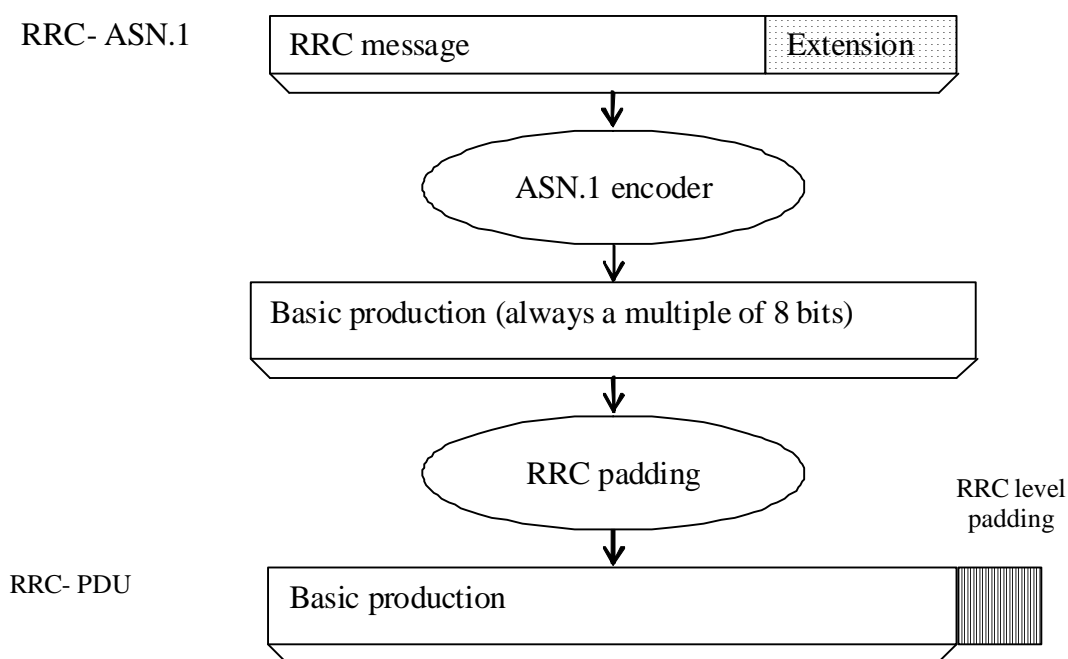 RRC- ASN.1
RRC message
Extension
ASN.1 encoder
Basic production (always a multiple of 8 bits)
RRC padding
RRC level
padding
RRC- PDU
Basic production